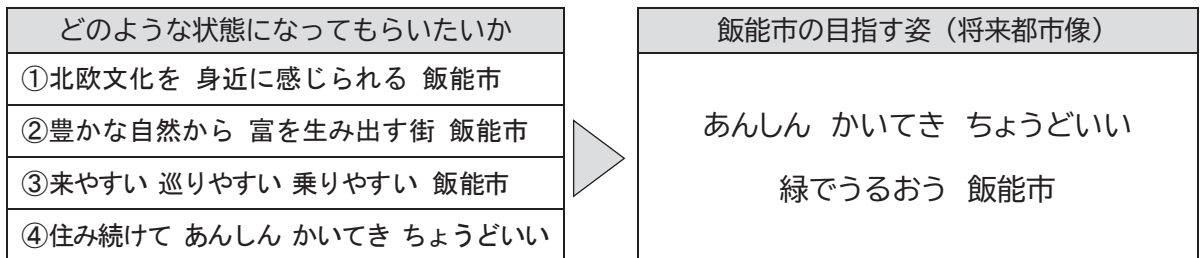 どのような状態になってもらいたいか
①北欧文化を 身近に感じられる 飯能市
②豊かな自然から 富を生み出す街 飯能市
③来やすい 巡りやすい 乗りやすい 飯能市
④住み続けて あんしん かいてき ちょうどいい
飯能市の目指す姿（将来都市像）
あんしん かいてき ちょうどいい
緑でうるおう 飯能市